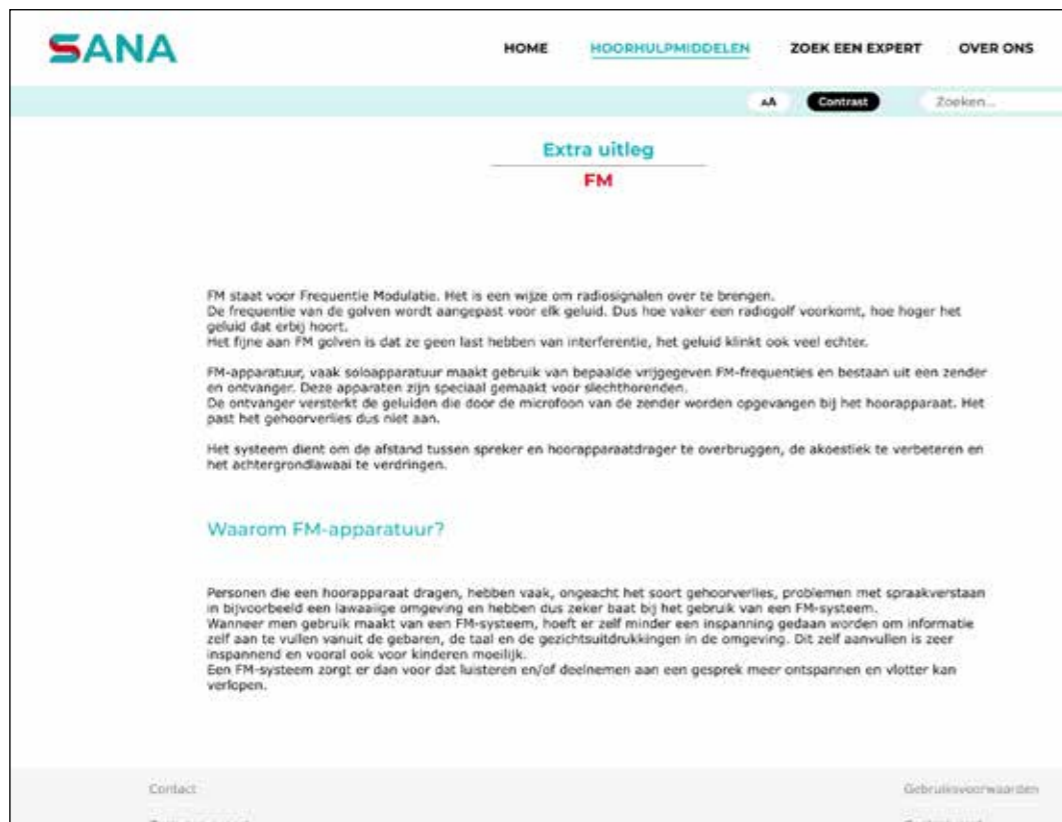 SANA
HOME HOORHULPMIDDELEN ZOEK EEN EXPERT OVER ONS
AA Contrast Zoeken...
Extra uitleg
FM
FM staat voor Frequentie Modulatie. Het is een wijze om radiosignalen over te brengen.
De frequentie van de golven wordt aangepast voor elk geluid. Dus hoe vaker een radiogolf voorkomt, hoe hoger het
geluid dat erbij hoort.
Het fijne aan FM golven is dat ze geen last hebben van interferentie, het geluid klinkt ook veel echter.
FM-apparatuur, vaak soloapparatuur maakt gebruik van bepaalde vrijgegeven FM-frequenties en bestaan uit een zender
en ontvanger. Deze apparaten zijn speciaal gemaakt voor slechthorenden.
De ontvanger versterkt de geluiden die door de microfoon van de zender worden opgevangen bij het hoorapparaat. Het
past het gehoorverlies dus niet aan.
Het systeem dient om de afstand tussen spreker en hoorapparaatdrager te overbruggen, de akoestiek te verbeteren en
het achtergrondlawaai te verdringen.
Waarom FM-apparatuur?
Personen die een hoorapparaat dragen, hebben vaak, ongeacht het soort gehoorverlies, problemen met spraakverstaan
in bijvoorbeeld een lawaaiige omgeving en hebben dus zeker baat bij het gebruik van een FM-systeem.
Wanneer men gebruik maakt van een FM-systeem, hoeft er zelf minder een inspanning gedaan worden om informatie
zelf aan te vullen vanuit de gebaren, de taal en de gezichtsuitdrukkingen in de omgeving. Dit zelf aanvullen is zeer
inspannend en vooral ook voor kinderen moeilijk.
Een FM-systeem zorgt er dan voor dat luisteren en/of deelnemen aan een gesprek meer ontspannen en vlotter kan
verlopen.
Contact Gebruiksvoorwaarden